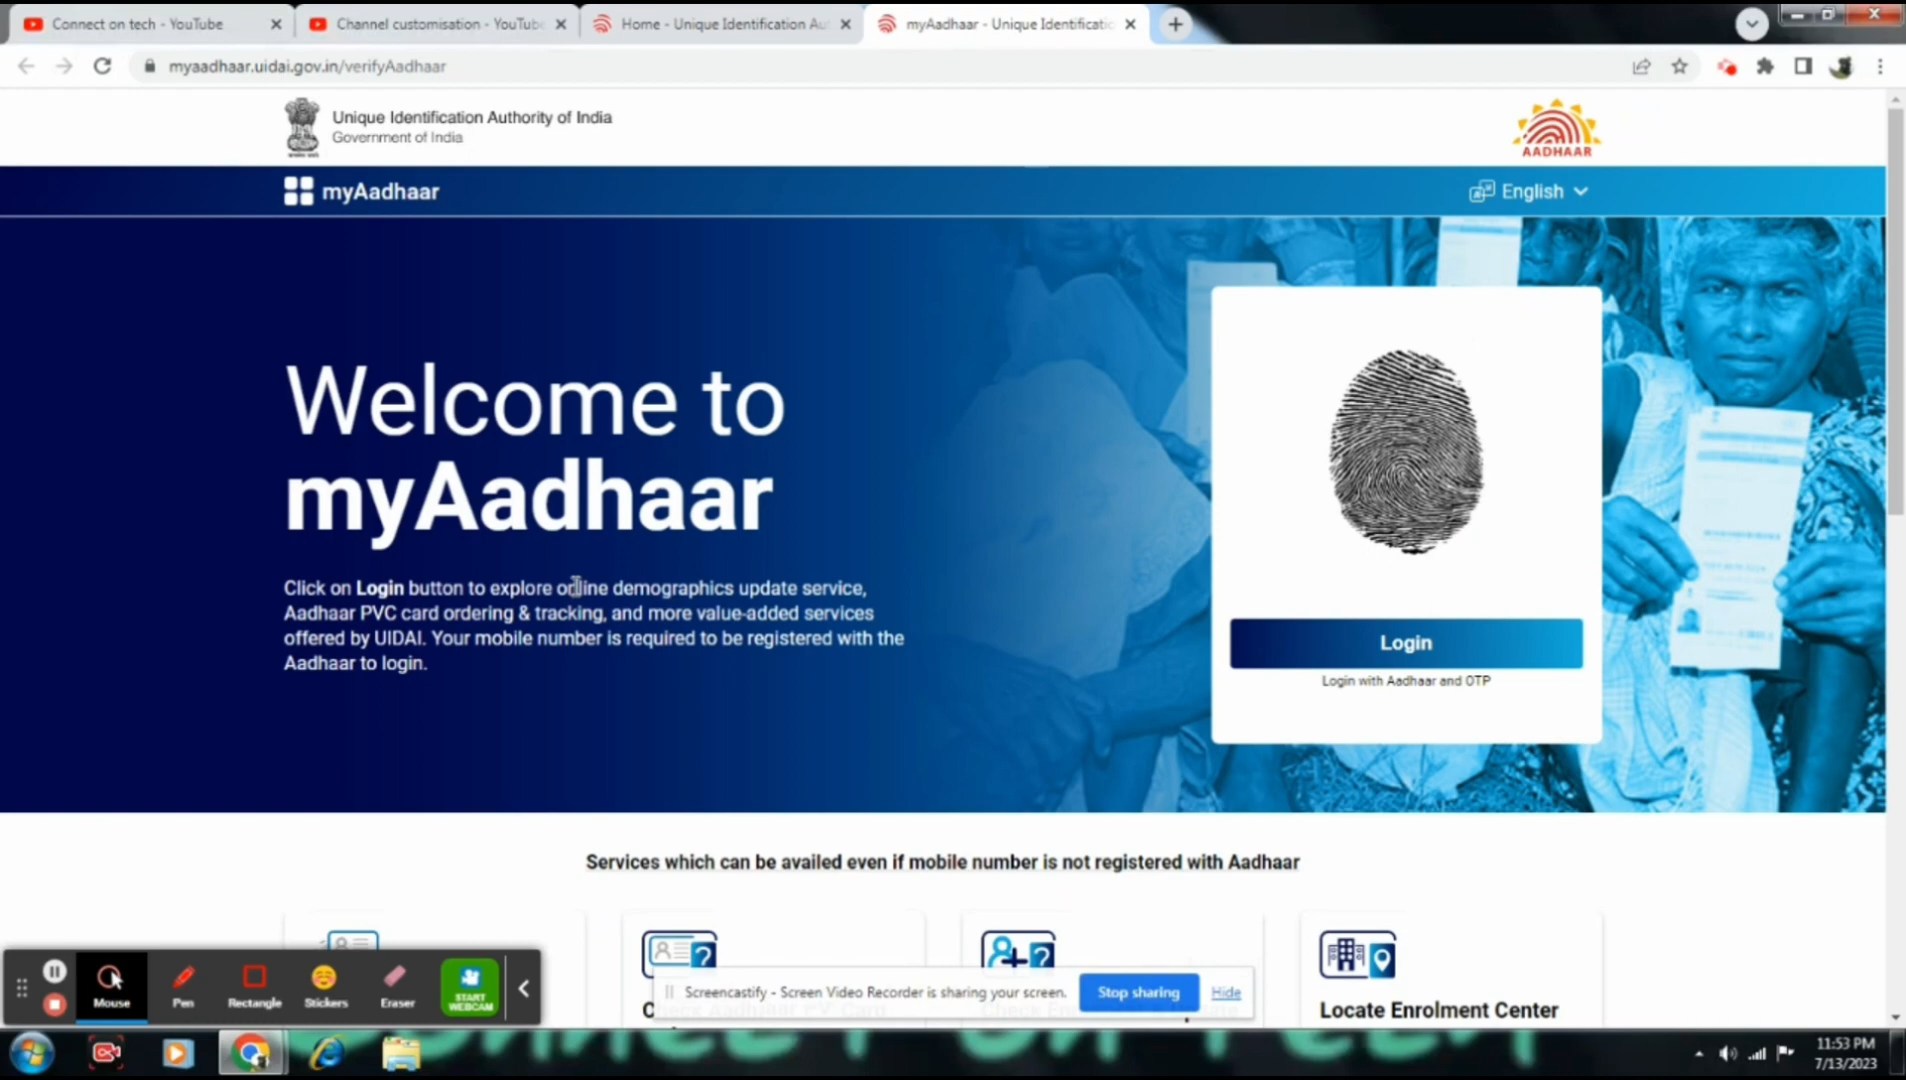 Connect on tech - YouTube
Channel customisation - YouTube
Home - Unique Identification Au
myAadhaar - Unique Identificatio
myaadhaar.uidai.gov.in/verifyAadhaar
Unique Identification Authority of India
Government of India
AADHAAR
myAadhaar
English
Welcome to
myAadhaar
Click on Login button to explore online demographics update service,
Aadhaar PVC card ordering & tracking, and more value-added services
offered by UIDAI. Your mobile number is required to be registered with the
Aadhaar to login.
Login
Login with Aadhaar and OTP
Services which can be availed even if mobile number is not registered with Aadhaar
Locate Enrolment Center
Mouse
Pen
Rectangle
Stickers
Eraser
START
WEBCAM
Screencastify - Screen Video Recorder is sharing your screen.
Stop sharing
Hide
11:53 PM
7/13/2023